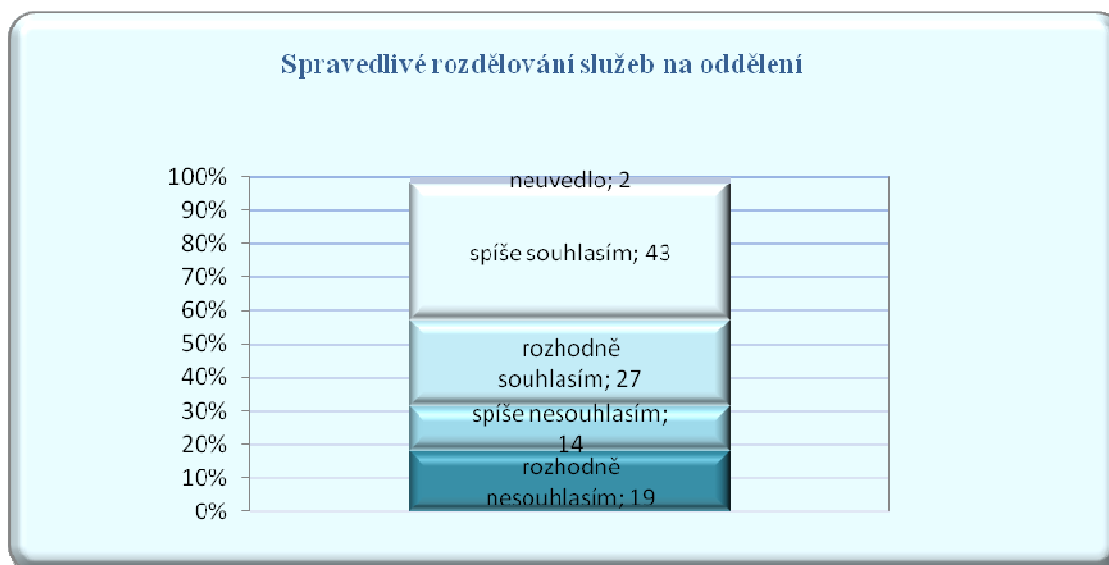 Spravedlivé rozdělování služeb na oddělení
100%
90%
80%
70%
60%
50%
40%
30%
20%
10%
0%
neuvedlo; 2
spíše souhlasím; 43
rozhodně
souhlasím; 27
spíše nesouhlasím;
14
rozhodně
nesouhlasím; 19